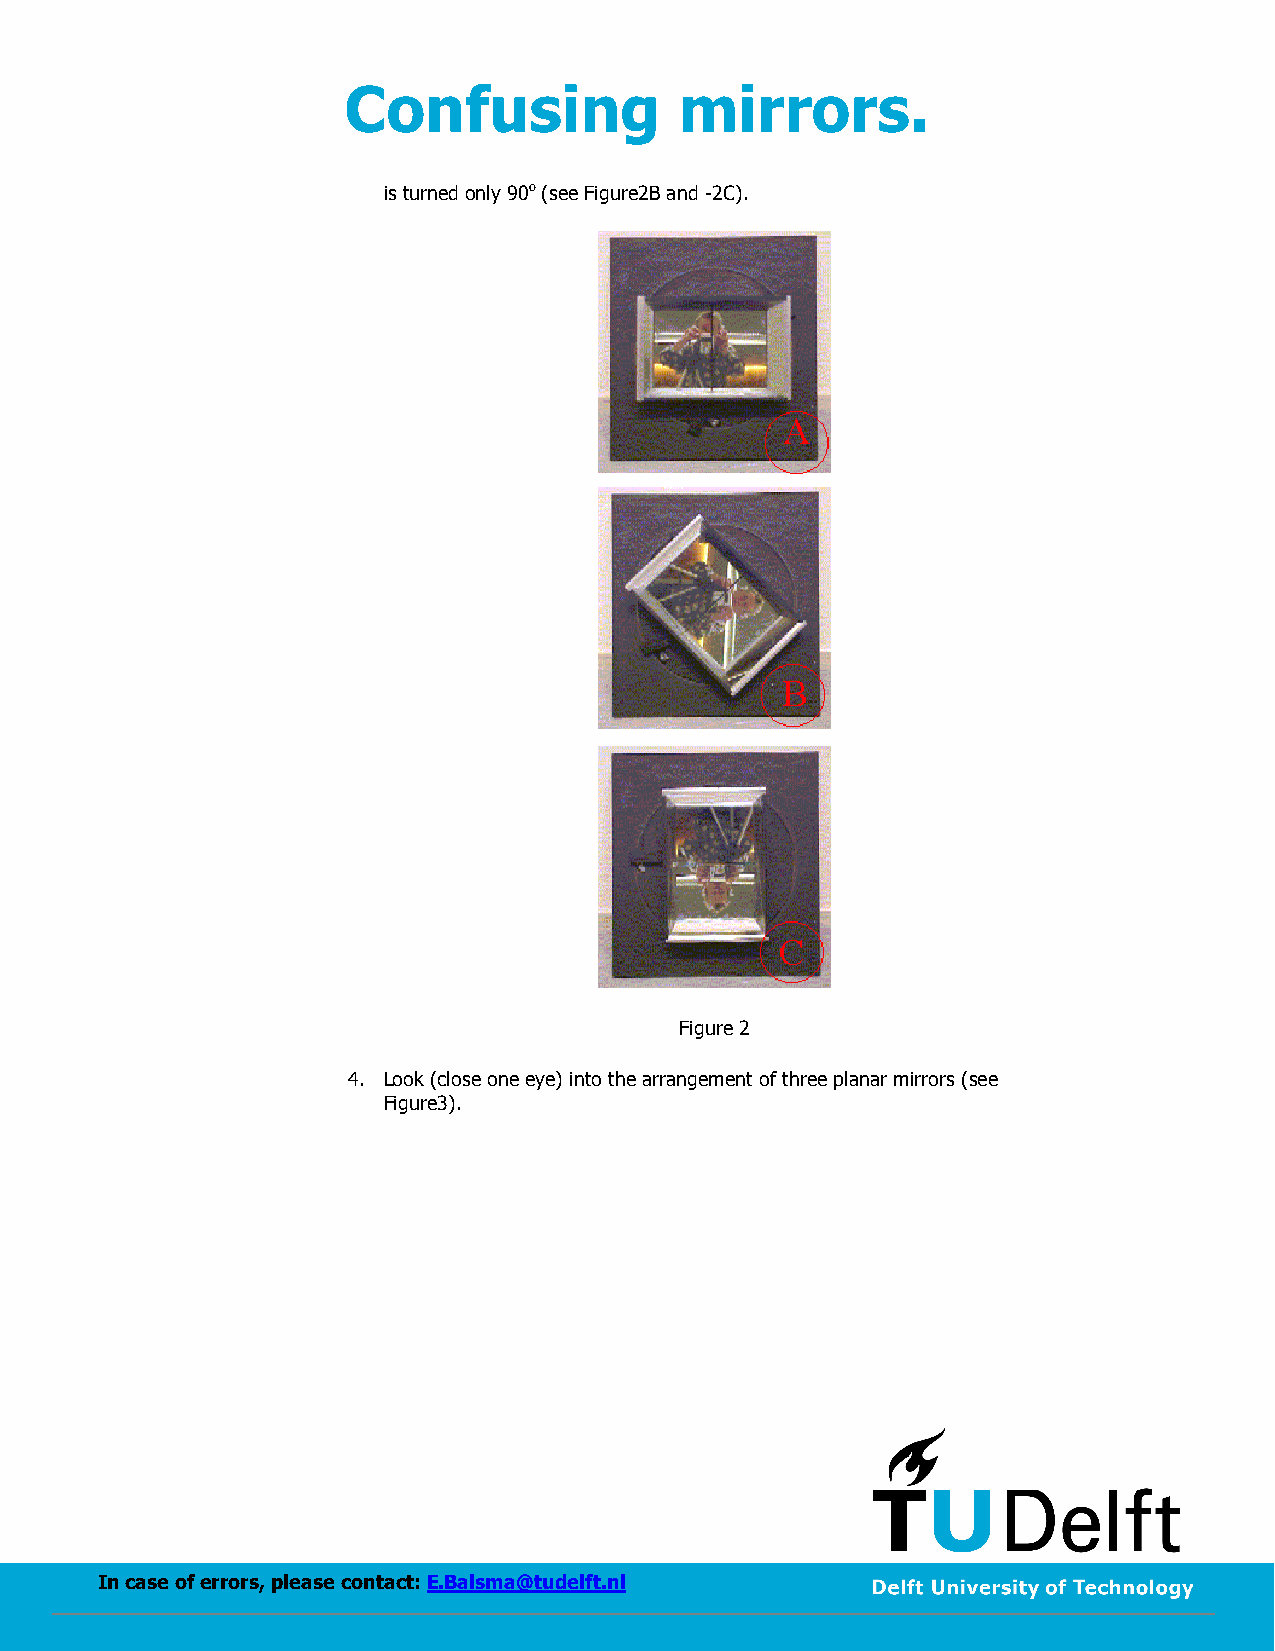 Confusing mirrors.
is turned only 90º (see Figure2B and -2C).
A
B
C
Figure 2
4. Look (close one eye) into the arrangement of three planar mirrors (see
Figure3).
TUDelft
In case of errors, please contact: E.Balsma@tudelft.nl
Delft University of Technology